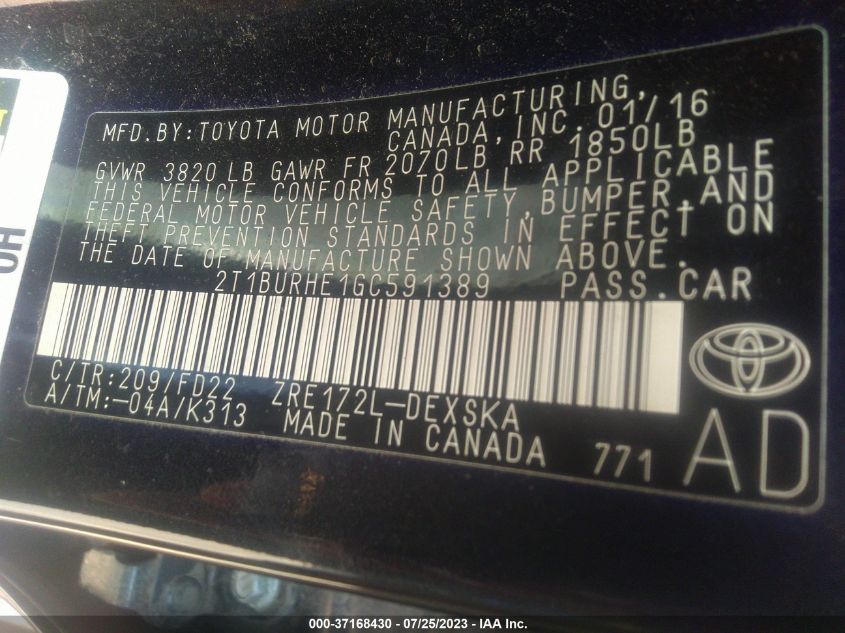 MFD.BY:TOYOTA MOTOR MANUFACTURING,
CANADA, INC. 01/16
GVWR 3820 LB GAWR FR 2070LB RR 1850LB
THIS VEHICLE CONFORMS TO ALL APPLICABLE
FEDERAL MOTOR VEHICLE SAFETY, BUMPER, AND
THEFT PREVENTION STANDARDS IN EFFECT ON
THE DATE OF MANUFACTURE SHOWN ABOVE.
2T1BURHE1GC591389 PASS.CAR
C/TR:209/FD22 ZRE172L-DEXSKA
A/TM:-04A/K313 MADE IN CANADA 771 AD
000-37168430 - 07/25/2023 - IAA Inc.